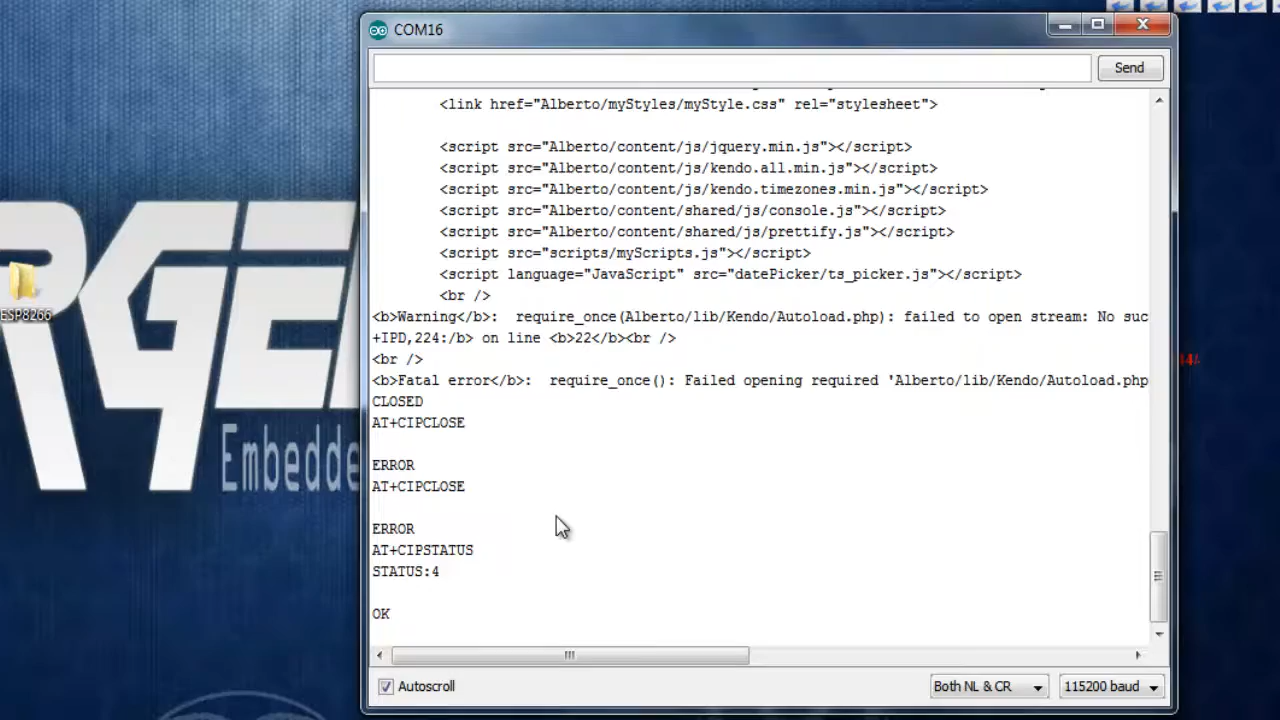 COM16
Send
<link href="Alberto/myStyles/myStyle.css" rel="stylesheet">
<script src="Alberto/content/js/jquery.min.js"></script>
<script src="Alberto/content/js/kendo.all.min.js"></script>
<script src="Alberto/content/js/kendo.timezones.min.js"></script>
<script src="Alberto/content/shared/js/console.js"></script>
<script src="Alberto/content/shared/js/prettify.js"></script>
<script src="scripts/myScripts.js"></script>
<script language="JavaScript" src="datePicker/ts_picker.js"></script>
<br />
<b>Warning</b>:  require_once(Alberto/lib/Kendo/Autoload.php): failed to open stream: No suc
+IPD,224:/b> on line <b>22</b><br />
<br />
<b>Fatal error</b>:  require_once(): Failed opening required 'Alberto/lib/Kendo/Autoload.php
CLOSED
AT+CIPCLOSE
ERROR
AT+CIPCLOSE
ERROR
AT+CIPSTATUS
STATUS:4
OK
Autoscroll
Both NL & CR
115200 baud
ESP8266
RGE
Embedde